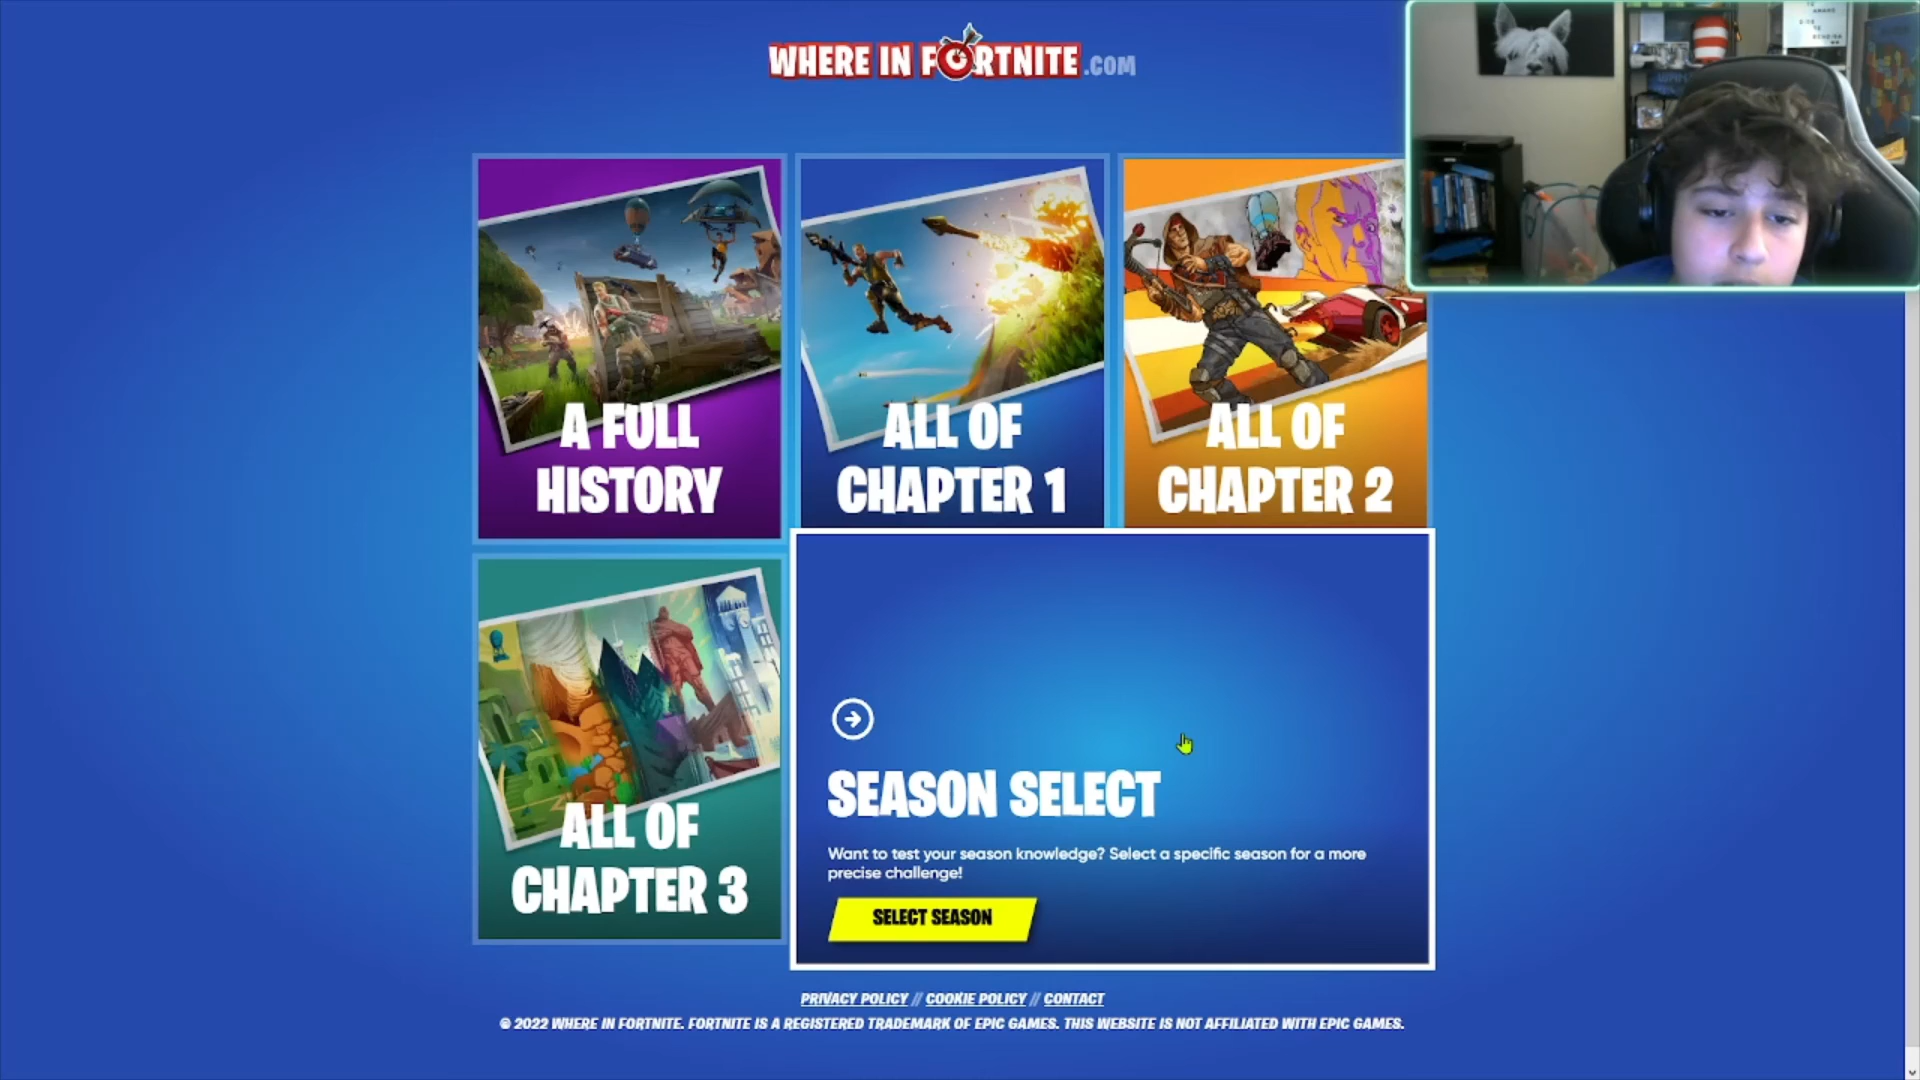 WHERE IN FORTNITE.COM
A FULL
HISTORY
ALL OF
CHAPTER 1
ALL OF
CHAPTER 2
ALL OF
CHAPTER 3
SEASON SELECT
Want to test your season knowledge? Select a specific season for a more
precise challenge!
SELECT SEASON
PRIVACY POLICY // COOKIE POLICY // CONTACT
© 2022 WHERE IN FORTNITE. FORTNITE IS A REGISTERED TRADEMARK OF EPIC GAMES. THIS WEBSITE IS NOT AFFILIATED WITH EPIC GAMES.